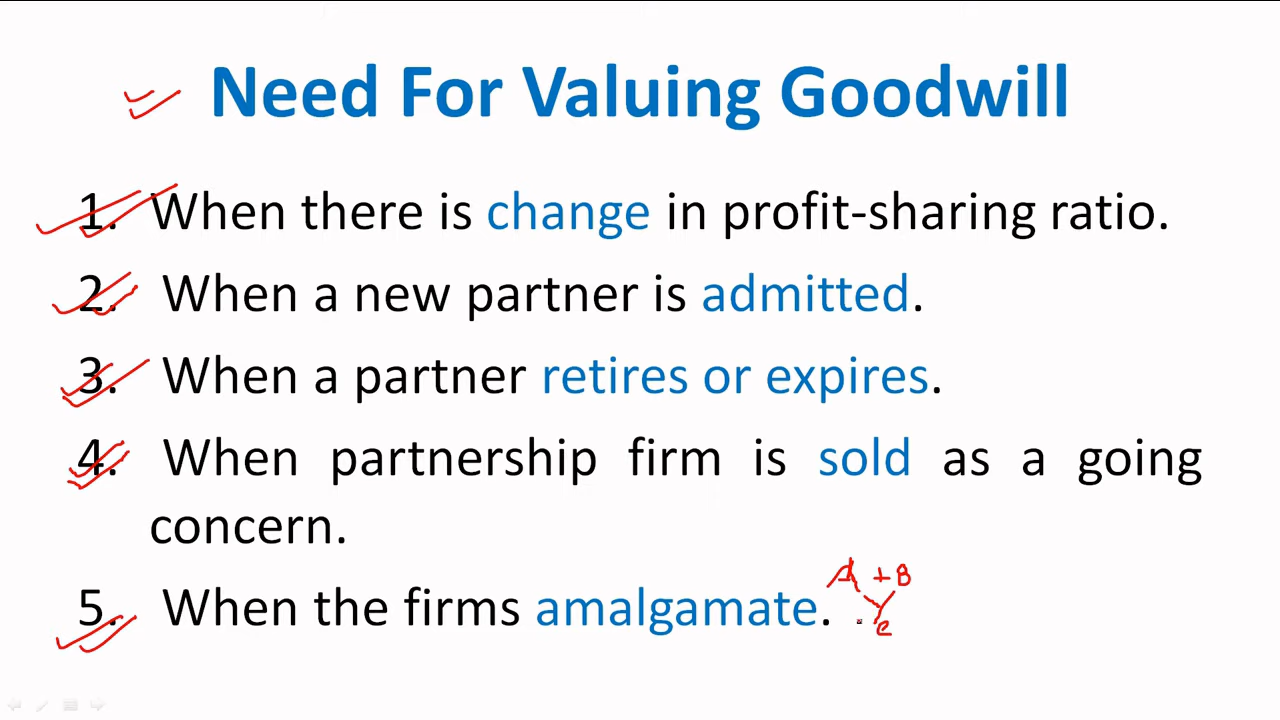 Need For Valuing Goodwill
1. When there is change in profit-sharing ratio.
2. When a new partner is admitted.
3. When a partner retires or expires.
4. When partnership firm is sold as a going
concern.
5. When the firms amalgamate.
A + B
C